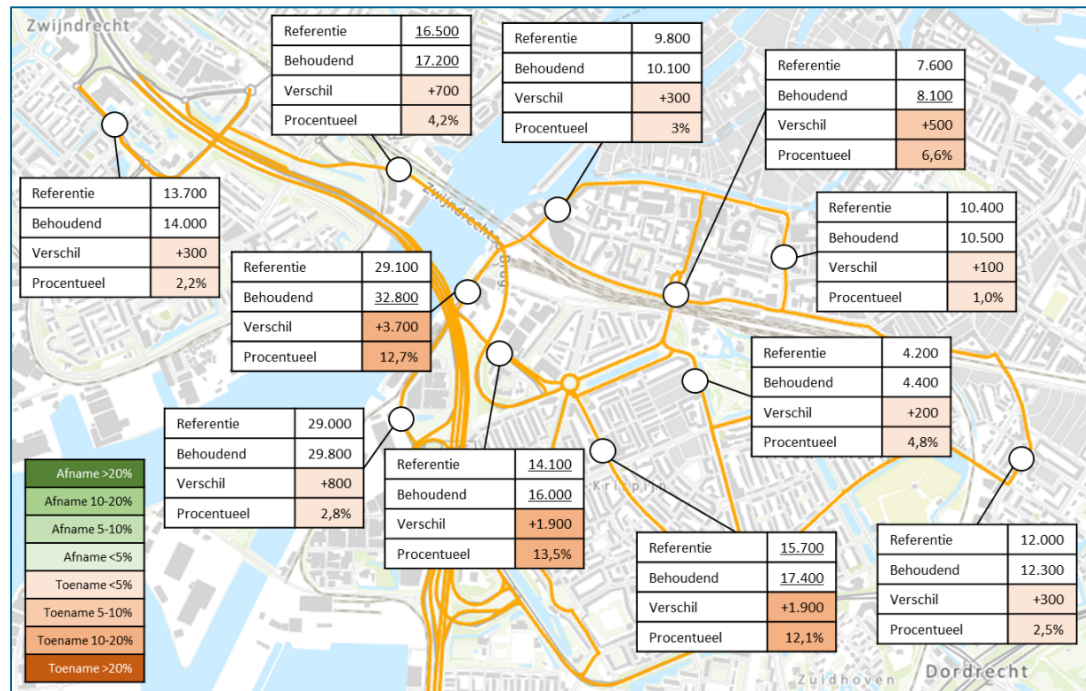 Zwijndrecht
Referentie 16.500
Behoudend 17.200
Verschil +700
Procentueel 4,2%
Referentie 9.800
Behoudend 10.100
Verschil +300
Procentueel 3%
Referentie 7.600
Behoudend 8.100
Verschil +500
Procentueel 6,6%
Referentie 13.700
Behoudend 14.000
Verschil +300
Procentueel 2,2%
Zwijndrechtse Brug
Referentie 10.400
Behoudend 10.500
Verschil +100
Procentueel 1,0%
Referentie 29.100
Behoudend 32.800
Verschil +3.700
Procentueel 12,7%
Referentie 4.200
Behoudend 4.400
Verschil +200
Procentueel 4,8%
Referentie 29.000
Behoudend 29.800
Verschil +800
Procentueel 2,8%
Referentie 14.100
Behoudend 16.000
Verschil +1.900
Procentueel 13,5%
-Krispijn
Referentie 15.700
Behoudend 17.400
Verschil +1.900
Procentueel 12,1%
Referentie 12.000
Behoudend 12.300
Verschil +300
Procentueel 2,5%
Afname >20%
Afname 10-20%
Afname 5-10%
Afname <5%
Toename <5%
Toename 5-10%
Toename 10-20%
Toename >20%
Zuidhoven
Dordrecht